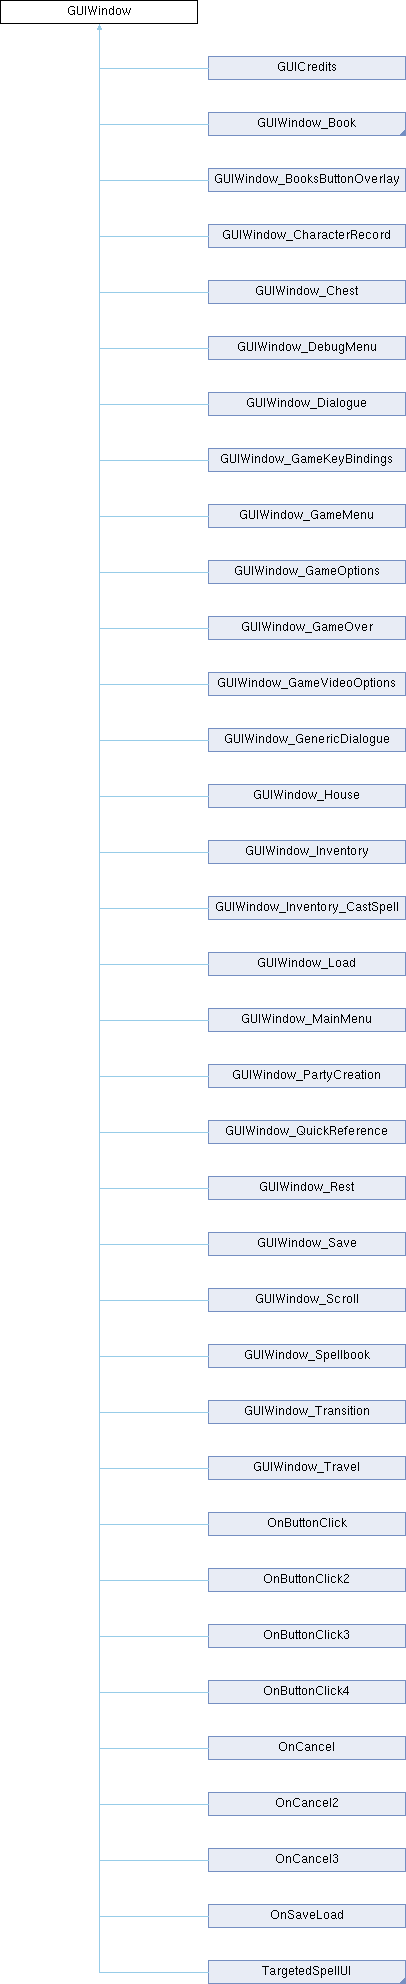 GUIWindow
GUICredits
GUIWindow_Book
GUIWindow_BooksButtonOverlay
GUIWindow_CharacterRecord
GUIWindow_Chest
GUIWindow_DebugMenu
GUIWindow_Dialogue
GUIWindow_GameKeyBindings
GUIWindow_GameMenu
GUIWindow_GameOptions
GUIWindow_GameOver
GUIWindow_GameVideoOptions
GUIWindow_GenericDialogue
GUIWindow_House
GUIWindow_Inventory
GUIWindow_Inventory_CastSpell
GUIWindow_Load
GUIWindow_MainMenu
GUIWindow_PartyCreation
GUIWindow_QuickReference
GUIWindow_Rest
GUIWindow_Save
GUIWindow_Scroll
GUIWindow_Spellbook
GUIWindow_Transition
GUIWindow_Travel
OnButtonClick
OnButtonClick2
OnButtonClick3
OnButtonClick4
OnCancel
OnCancel2
OnCancel3
OnSaveLoad
TargetedSpellUI